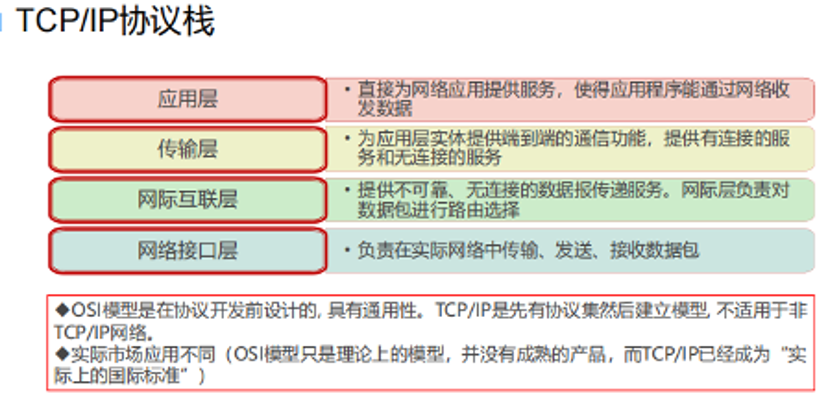 TCP/IP协议栈
应用层
• 直接为网络应用提供服务，使得应用程序能通过网络收
发数据
传输层
• 为应用层实体提供端到端的通信功能，提供有连接的服
务和无连接的服务
网际互联层
• 提供不可靠、无连接的数据报传递服务。网际层负责对
数据包进行路由选择
网络接口层
• 负责在实际网络中传输、发送、接收数据包
◆OSI模型是在协议开发前设计的, 具有通用性。TCP/IP是先有协议集然后建立模型, 不适用于非
TCP/IP网络。
◆实际市场应用不同（OSI模型只是理论上的模型，并没有成熟的产品，而TCP/IP已经成为“实
际上的国际标准”）